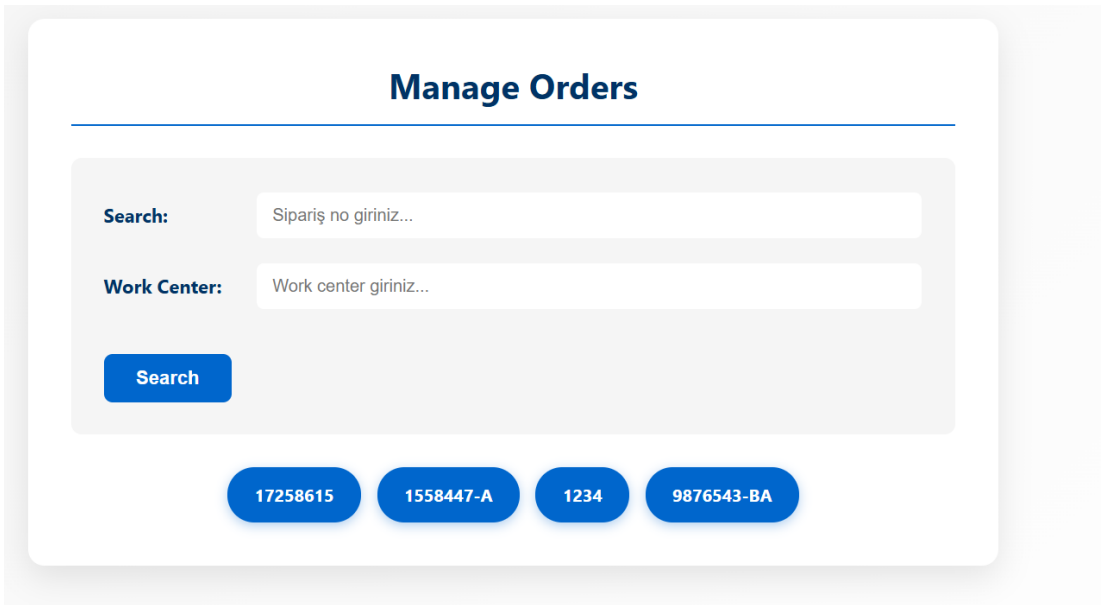 Manage Orders
Search: Sipariş no giriniz...
Work Center: Work center giriniz...
Search
17258615 1558447-A 1234 9876543-BA